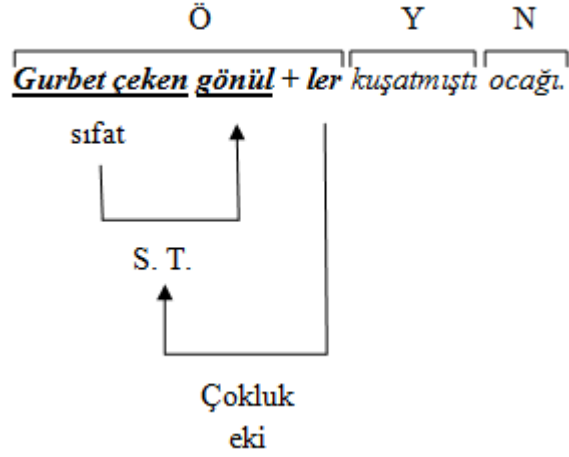 Ö Y N
Gurbet çeken gönül + ler kuşatmıştı ocağı.
sıfat
S. T.
Çokluk
eki